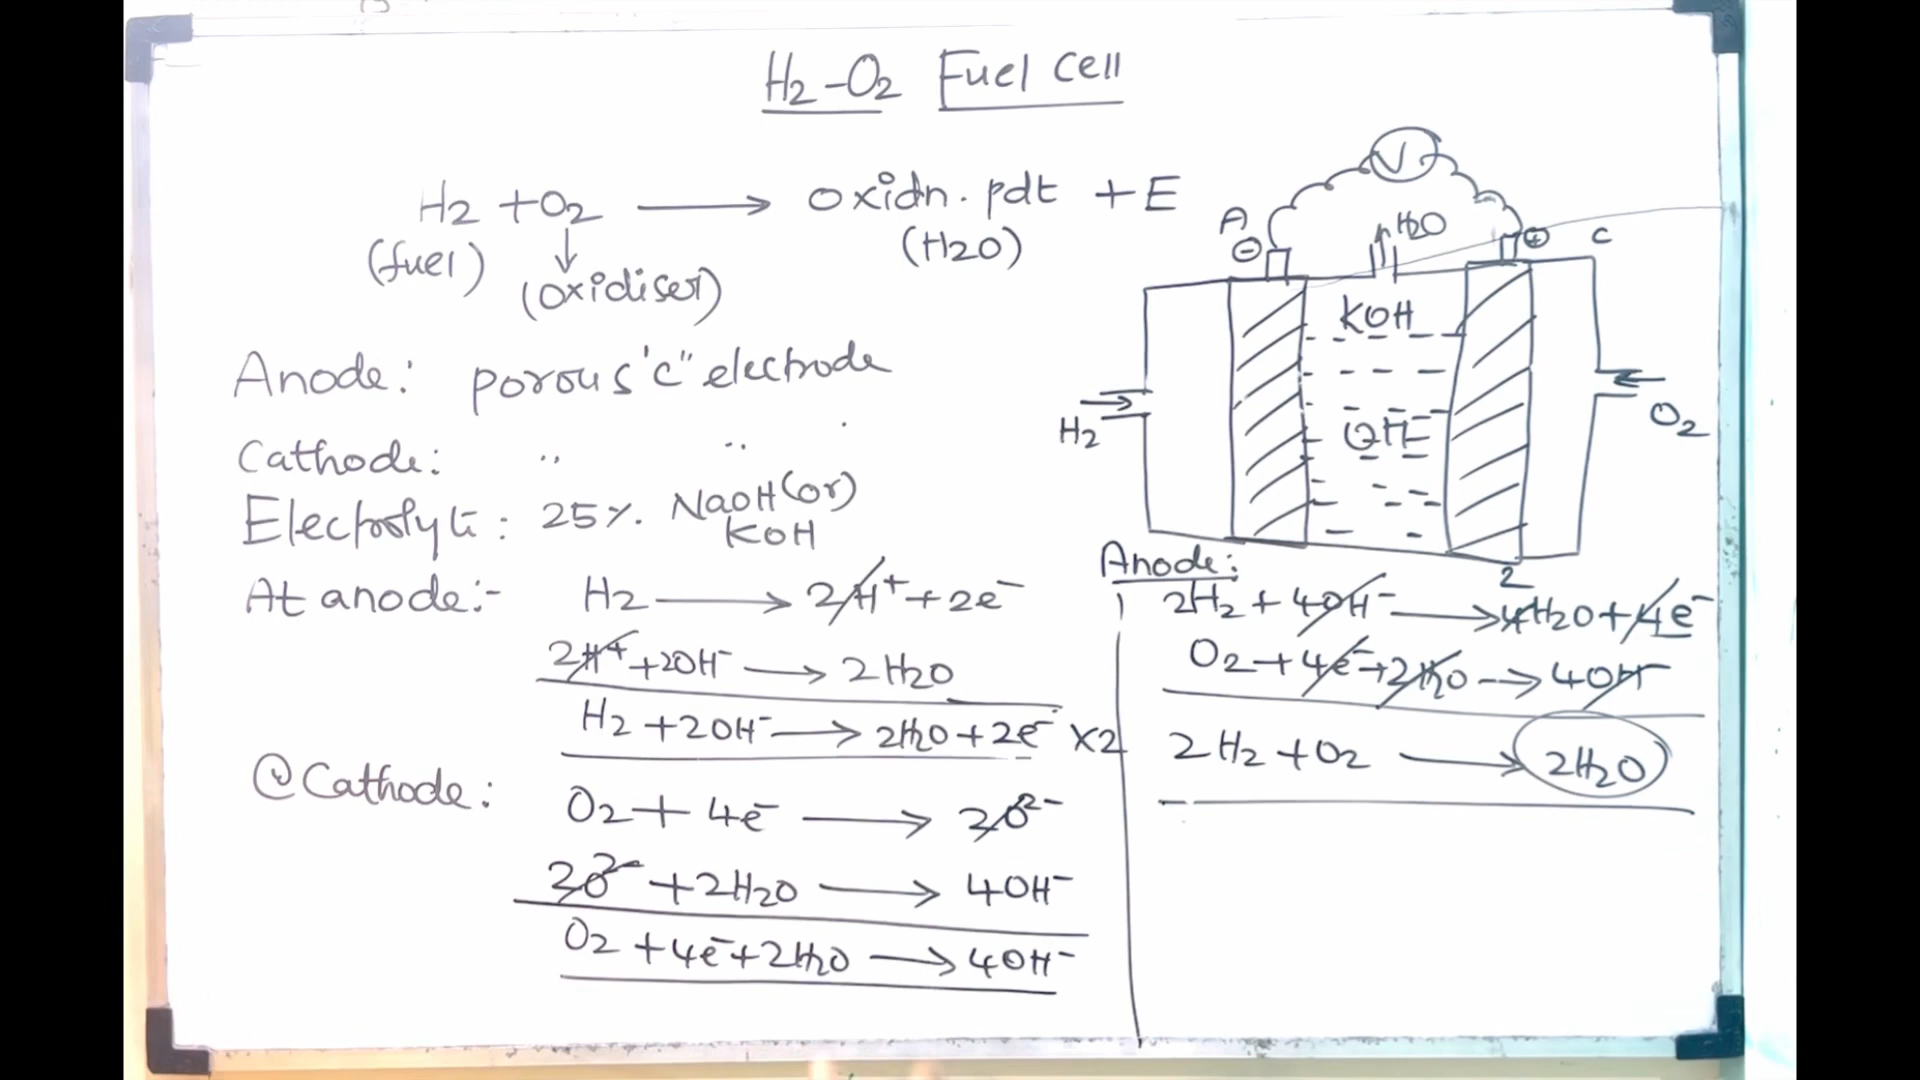 H2-O2 Fuel cell
H2 + O2 ⟶ oxidn. pdt + E
(fuel) (H2O)
↓
(oxidiser)
Anode: porous "c" electrode
Cathode: " " "
Electrolyte: 25% NaOH (or)
KOH
At anode:- H2 ⟶ 2H+ + 2e-
2H+ + 2OH- ⟶ 2H2O
H2 + 2OH- ⟶ 2H2O + 2e- x2
@ Cathode: O2 + 4e- ⟶ 2O2-
2O2- + 2H2O ⟶ 4OH-
O2 + 4e- + 2H2O ⟶ 4OH-
V
A H2O
- + C
KOH
H2 OH- O2
Anode:
2
2H2 + 4OH- ⟶ 4H2O + 4e-
O2 + 4e- + 2H2O ⟶ 4OH-
2H2 + O2 ⟶ 2H2O